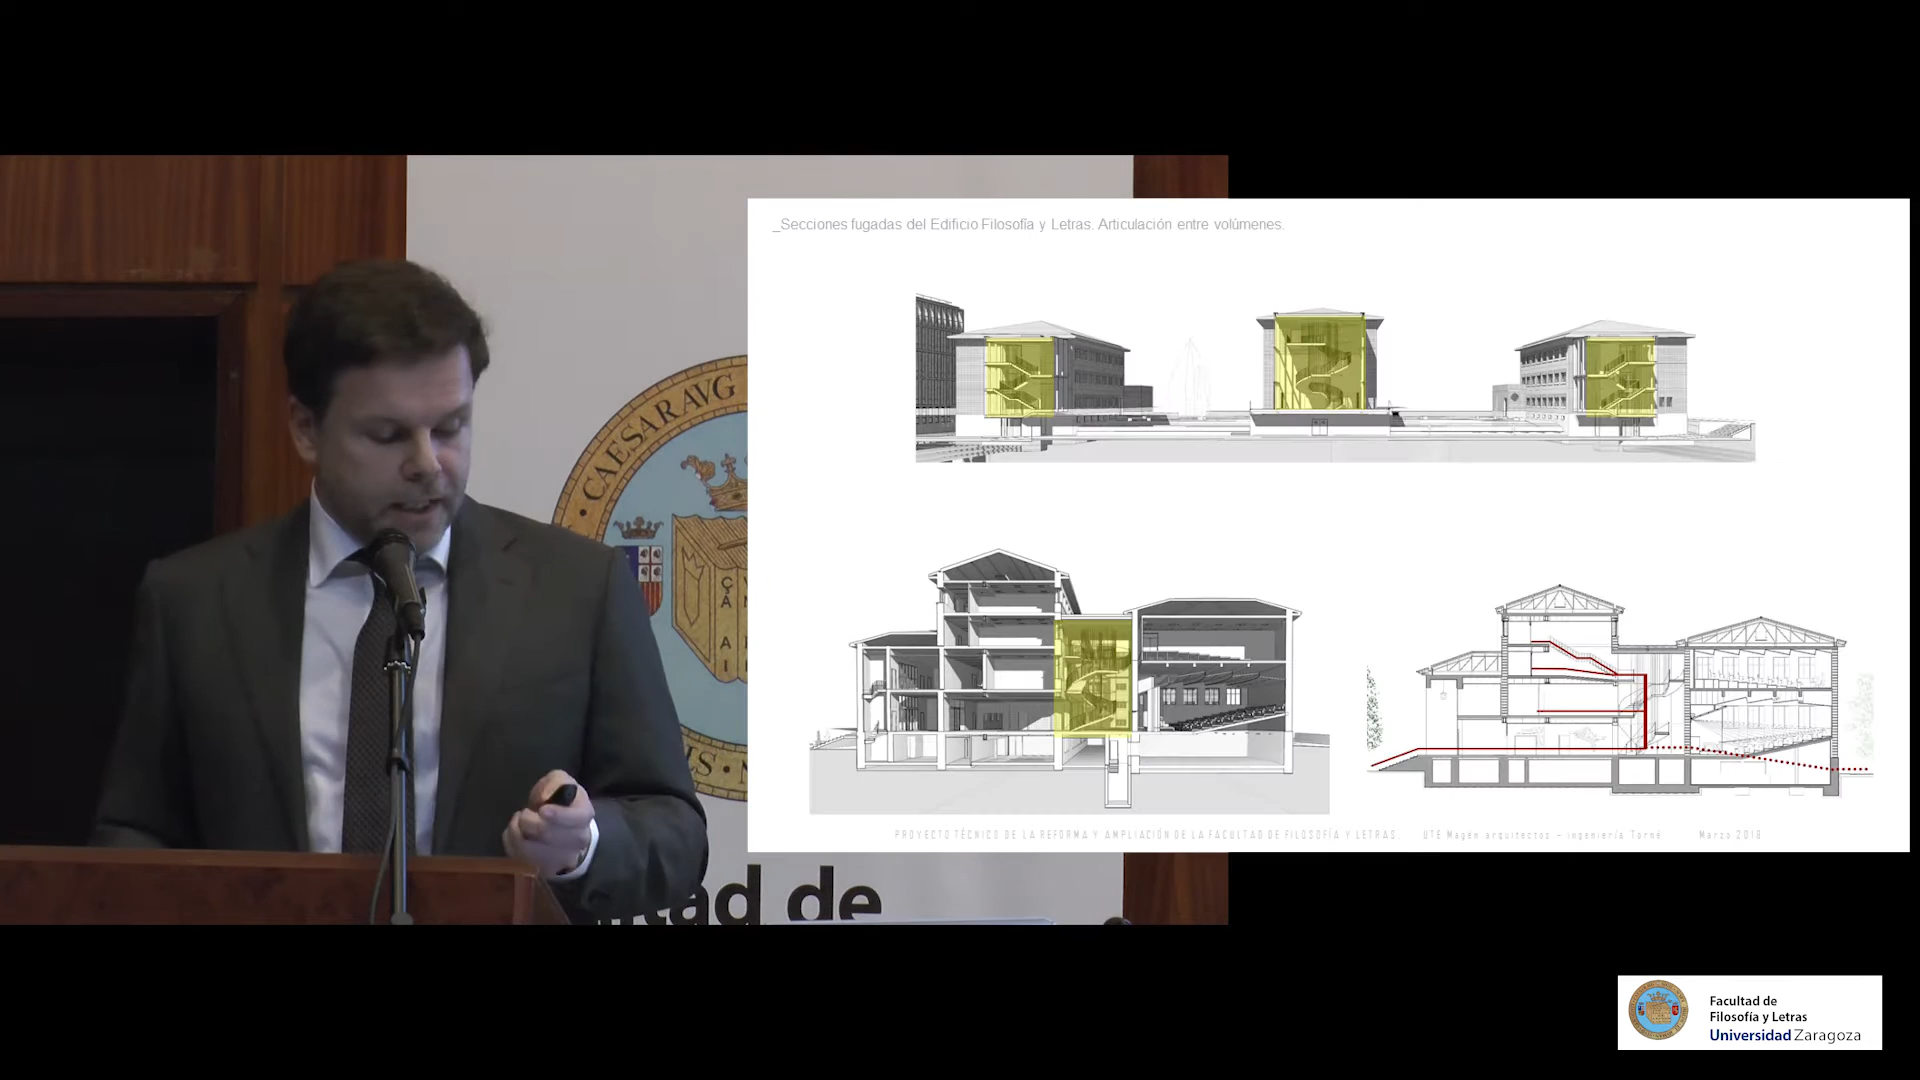 _Secciones fugadas del Edificio Filosofía y Letras. Articulación entre volúmenes.
CAESARAVG
PROYECTO TÉCNICO DE LA REFORMA Y AMPLIACIÓN DE LA FACULTAD DE FILOSOFÍA Y LETRAS. UTE Magén arquitectos – ingeniería Torné. Marzo 2018
de
Facultad de
Filosofía y Letras
Universidad Zaragoza